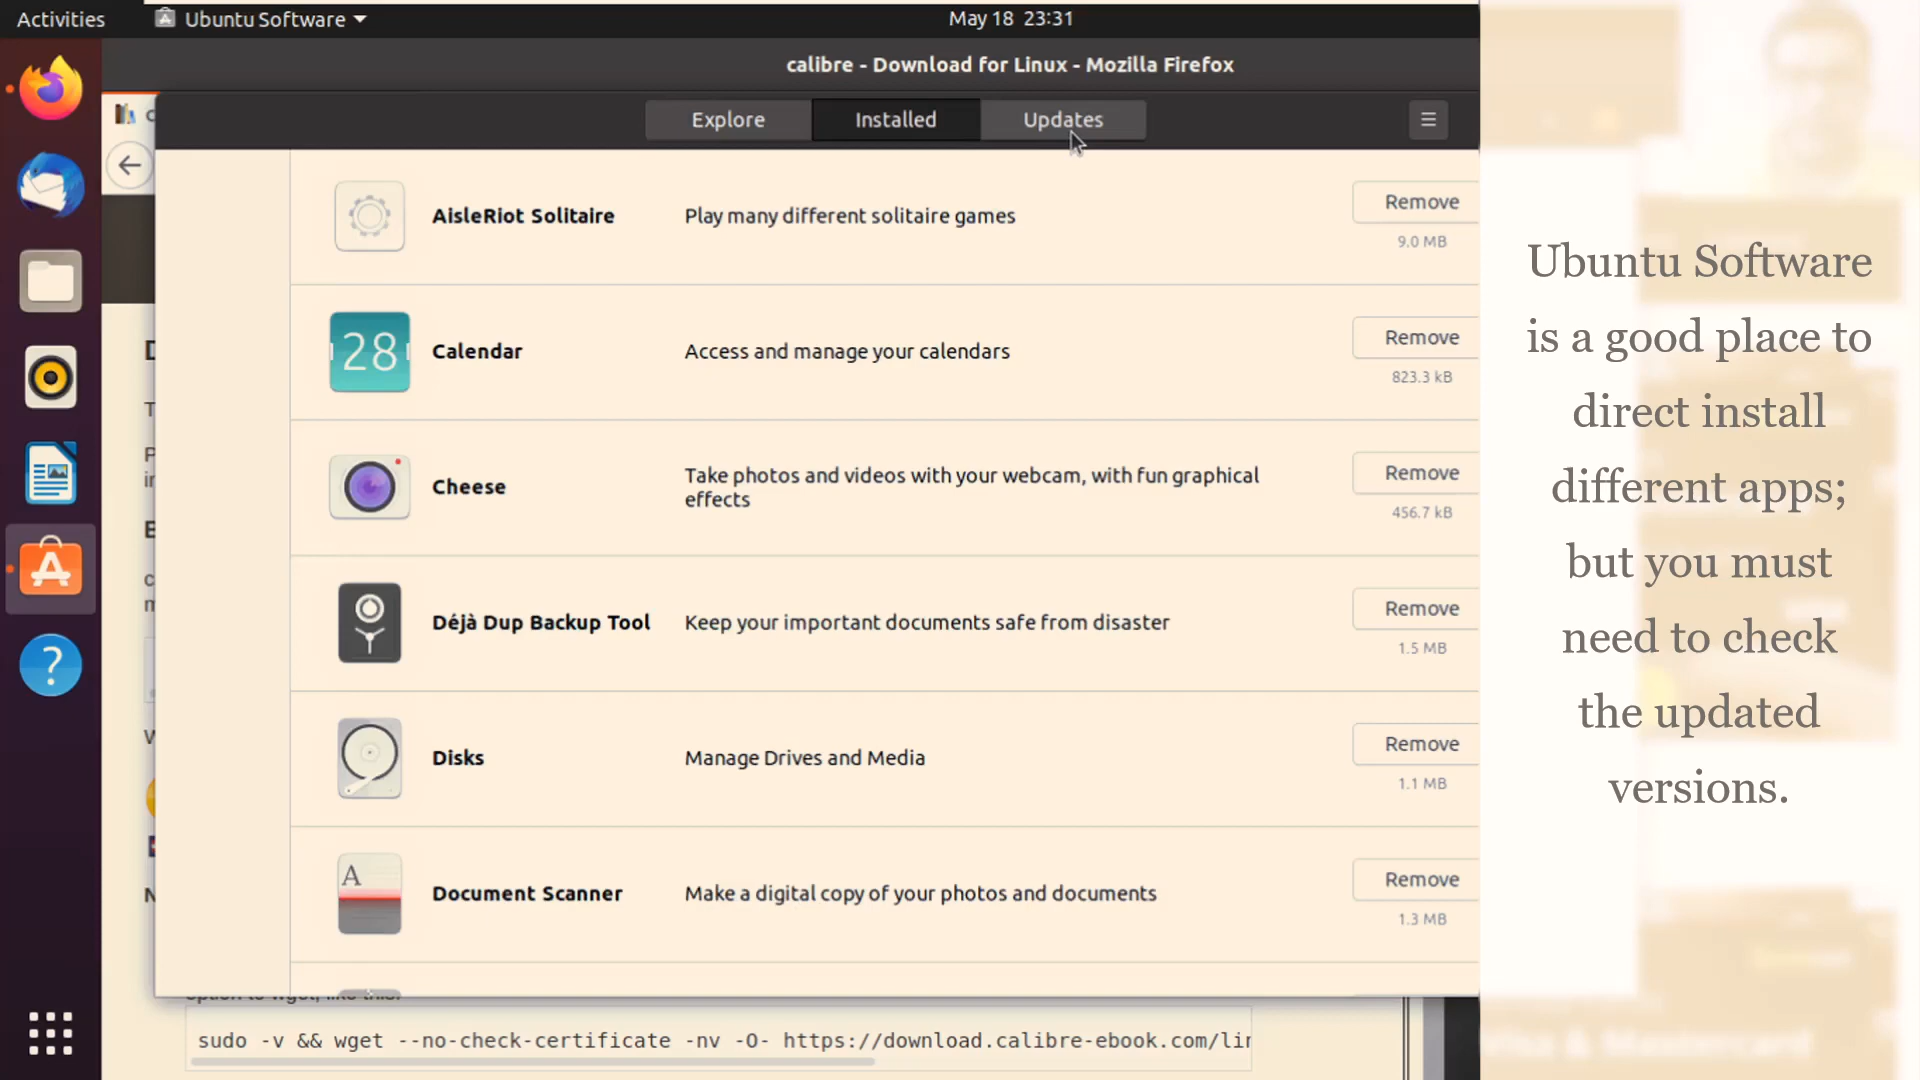 Activities
Ubuntu Software
May 18 23:31
calibre - Download for Linux - Mozilla Firefox
Explore
Installed
Updates
AisleRiot Solitaire
Play many different solitaire games
Remove
9.0 MB
28
Calendar
Access and manage your calendars
Remove
823.3 kB
Cheese
Take photos and videos with your webcam, with fun graphical
effects
Remove
456.7 kB
Déjà Dup Backup Tool
Keep your important documents safe from disaster
Remove
1.5 MB
Disks
Manage Drives and Media
Remove
1.1 MB
A
Document Scanner
Make a digital copy of your photos and documents
Remove
1.3 MB
option to wget, like this:
sudo -v && wget --no-check-certificate -nv -O- https://download.calibre-ebook.com/lin
Ubuntu Software
is a good place to
direct install
different apps;
but you must
need to check
the updated
versions.